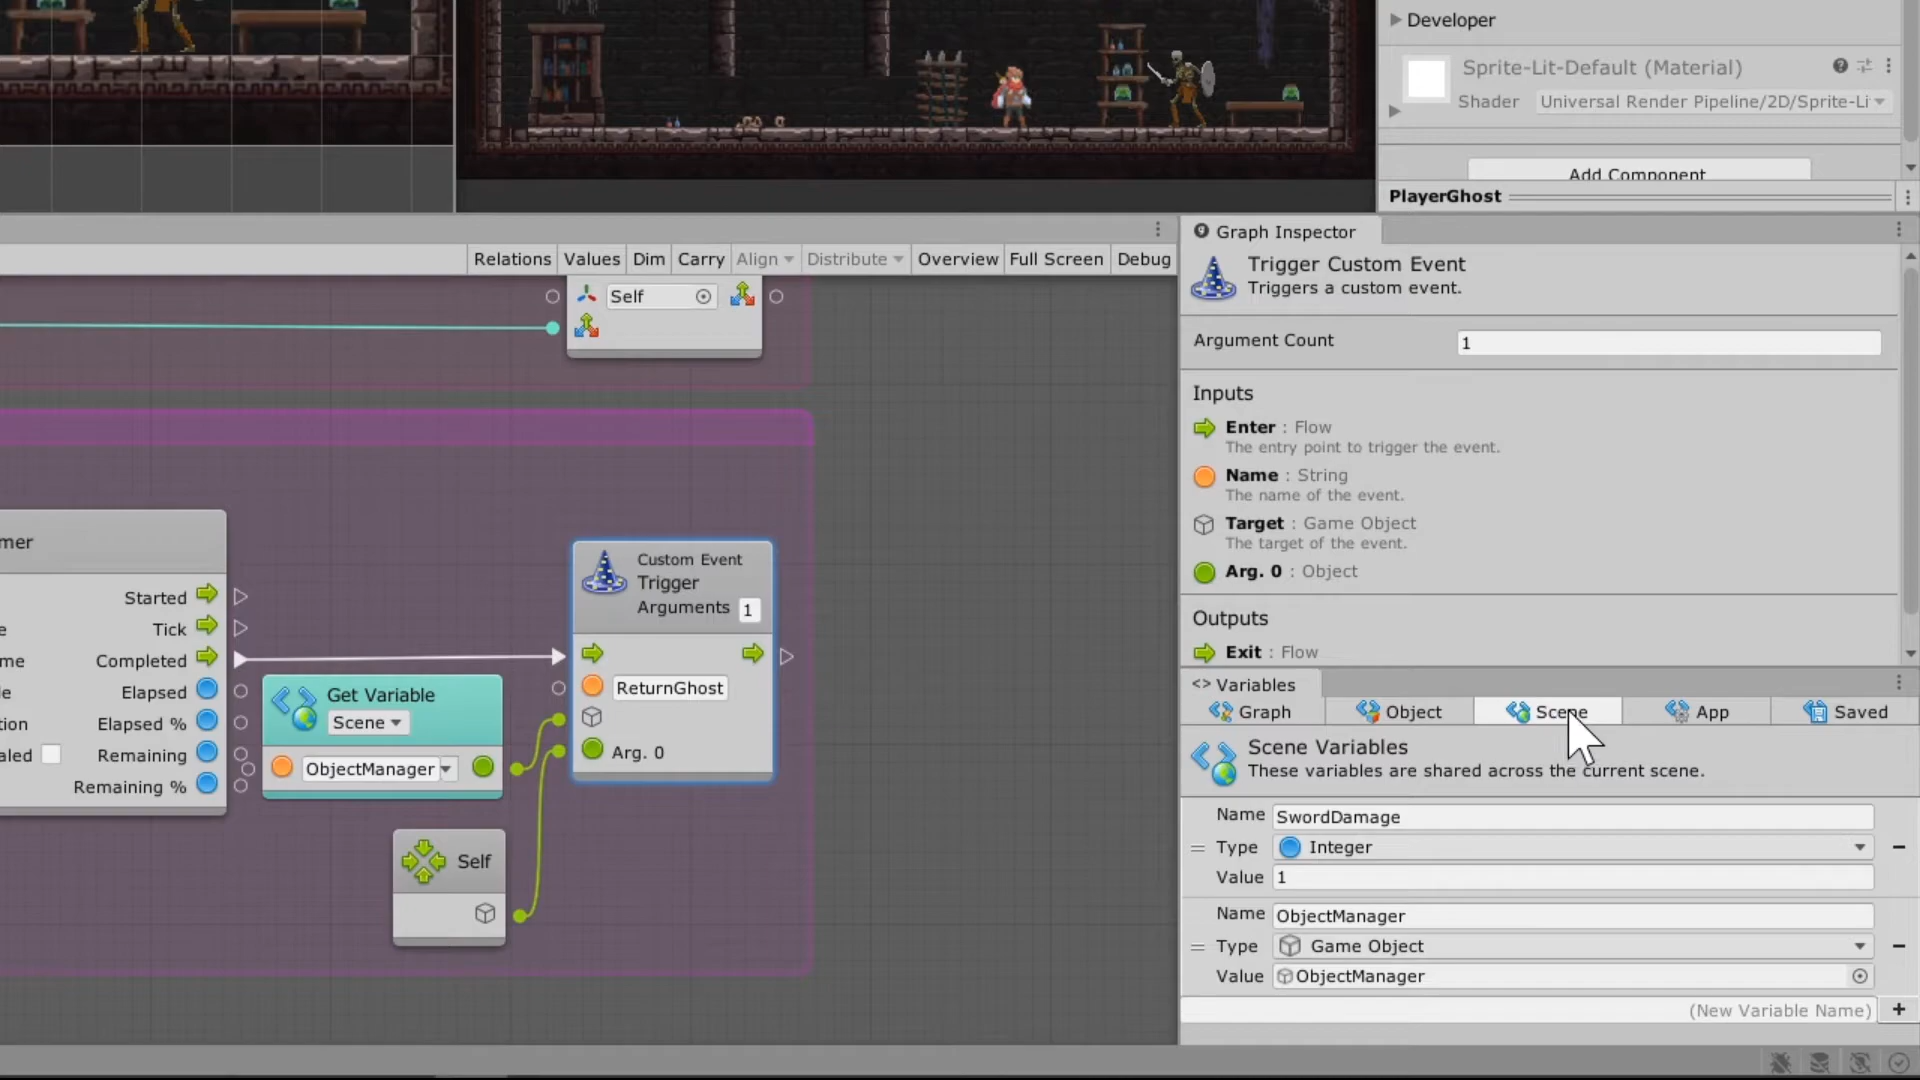 Developer
Sprite-Lit-Default (Material)
Shader Universal Render Pipeline/2D/Sprite-Li
Add Component
PlayerGhost
Relations Values Dim Carry Align Distribute Overview Full Screen Debug
Self
mer
Started
e Tick
me Completed
le Elapsed
tion Elapsed %
aled Remaining
Remaining %
Get Variable
Scene
ObjectManager
Self
Custom Event
Trigger
Arguments 1
ReturnGhost
Arg. 0
Graph Inspector
Trigger Custom Event
Triggers a custom event.
Argument Count 1
Inputs
Enter : Flow
The entry point to trigger the event.
Name : String
The name of the event.
Target : Game Object
The target of the event.
Arg. 0 : Object
Outputs
Exit : Flow
<> Variables
Graph Object Scene App Saved
Scene Variables
These variables are shared across the current scene.
Name SwordDamage
Type Integer
Value 1
Name ObjectManager
Type Game Object
Value ObjectManager
(New Variable Name) +